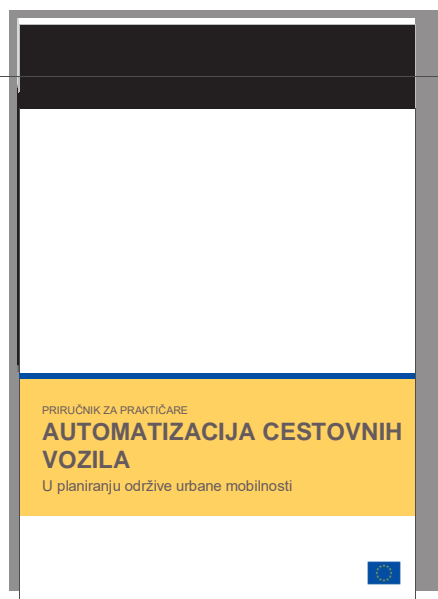 PRIRUČNIK ZA PRAKTIČARE
AUTOMATIZACIJA CESTOVNIH
VOZILA
U planiranju održive urbane mobilnosti